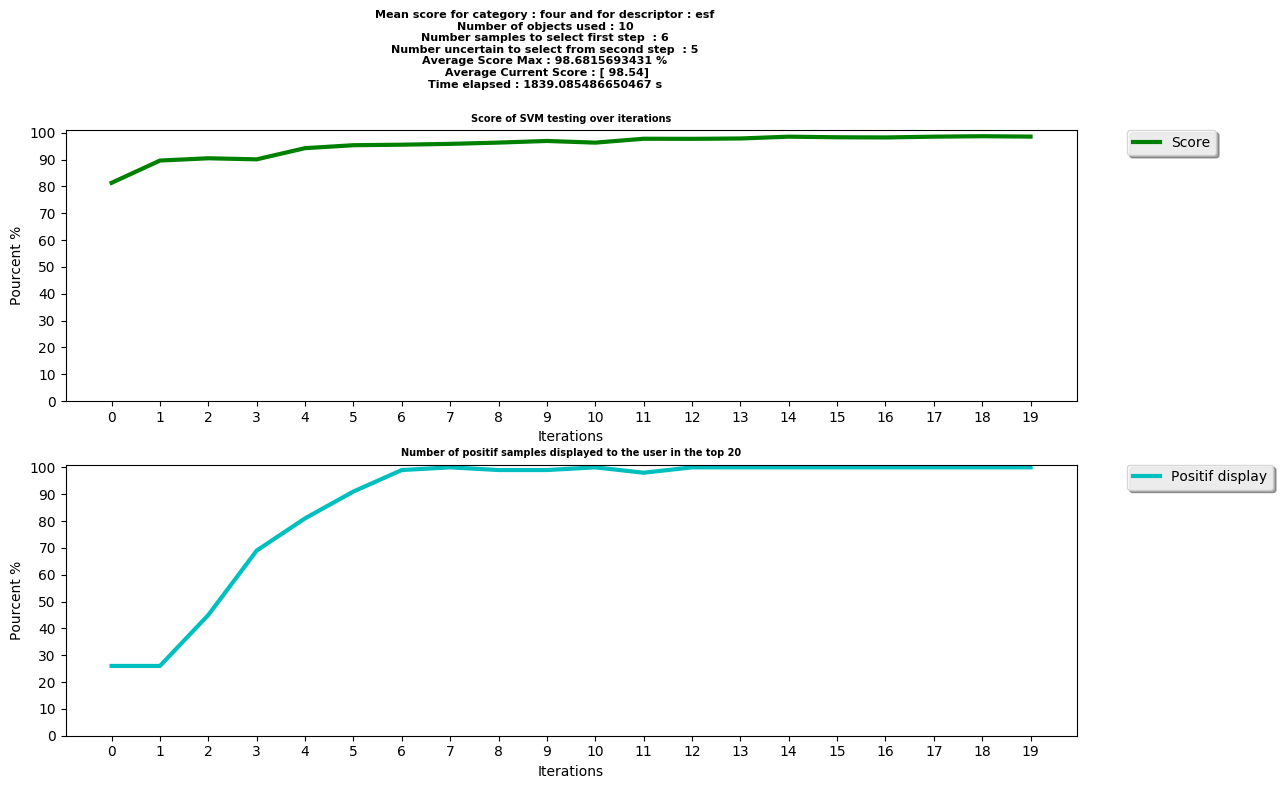 Mean score for category : four and for descriptor : esf
Number of objects used : 10
Number samples to select first step  : 6
Number uncertain to select from second step  : 5
Average Score Max : 98.6815693431 %
Average Current Score : [ 98.54]
Time elapsed : 1839.085486650467 s
Score of SVM testing over iterations
100
90
80
70
60
50
40
30
20
10
0
Pourcent %
0 1 2 3 4 5 6 7 8 9 10 11 12 13 14 15 16 17 18 19
Iterations
Score
Number of positif samples displayed to the user in the top 20
100
90
80
70
60
50
40
30
20
10
0
Pourcent %
0 1 2 3 4 5 6 7 8 9 10 11 12 13 14 15 16 17 18 19
Iterations
Positif display